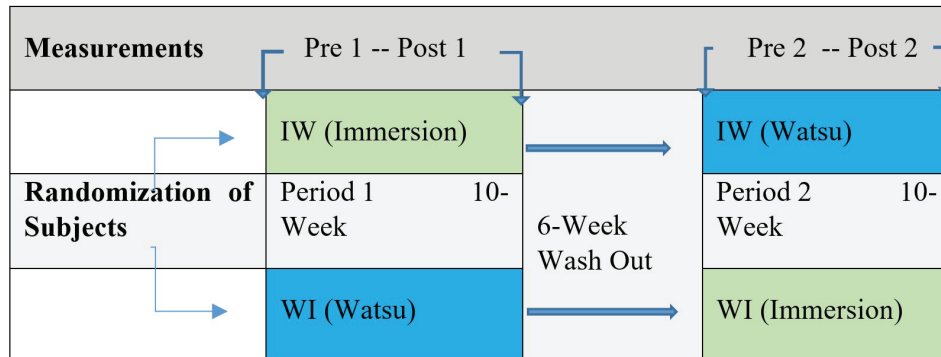 Measurements
Pre 1 -- Post 1
Pre 2 -- Post 2
IW (Immersion)
IW (Watsu)
Randomization of
Subjects
Period 1 10-
Week
6-Week
Wash Out
Period 2 10-
Week
WI (Watsu)
WI (Immersion)